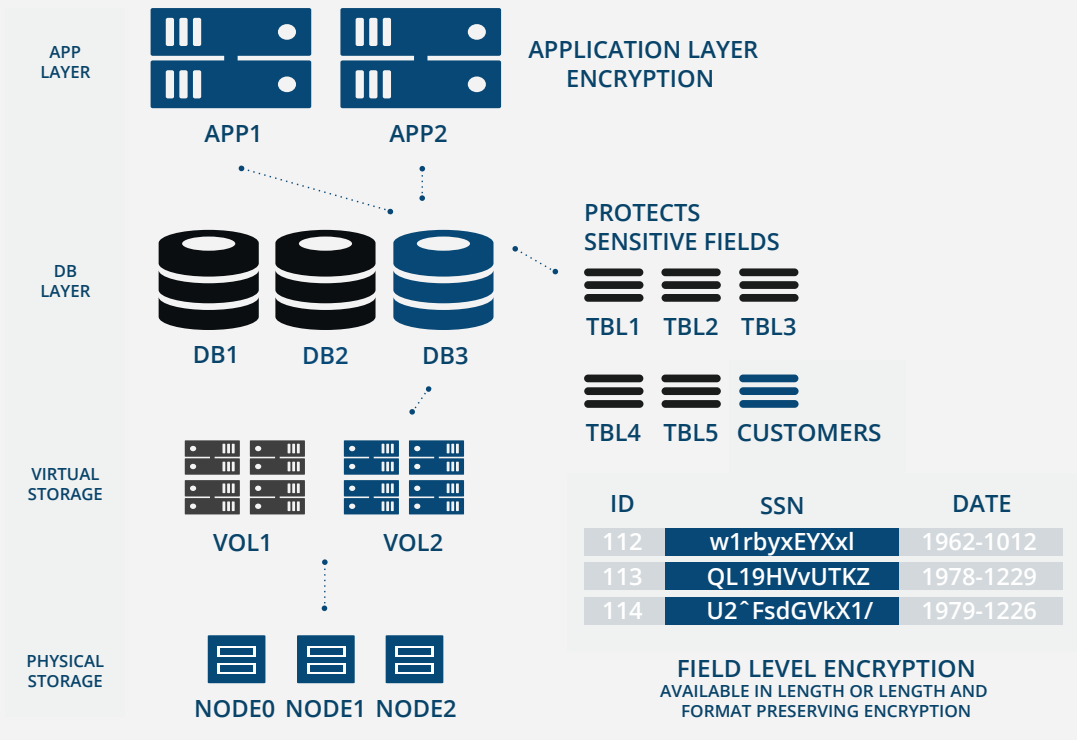 APP
LAYER
APPLICATION LAYER
ENCRYPTION
APP1
APP2
DB
LAYER
PROTECTS
SENSITIVE FIELDS
DB1
DB2
DB3
TBL1
TBL2
TBL3
TBL4
TBL5
CUSTOMERS
VIRTUAL
STORAGE
VOL1
VOL2
ID
SSN
DATE
112
w1rbyxEYXxl
1962-1012
113
QL19HVvUTKZ
1978-1229
114
U2ˆFsdGVkX1/
1979-1226
PHYSICAL
STORAGE
NODE0
NODE1
NODE2
FIELD LEVEL ENCRYPTION
AVAILABLE IN LENGTH OR LENGTH AND
FORMAT PRESERVING ENCRYPTION